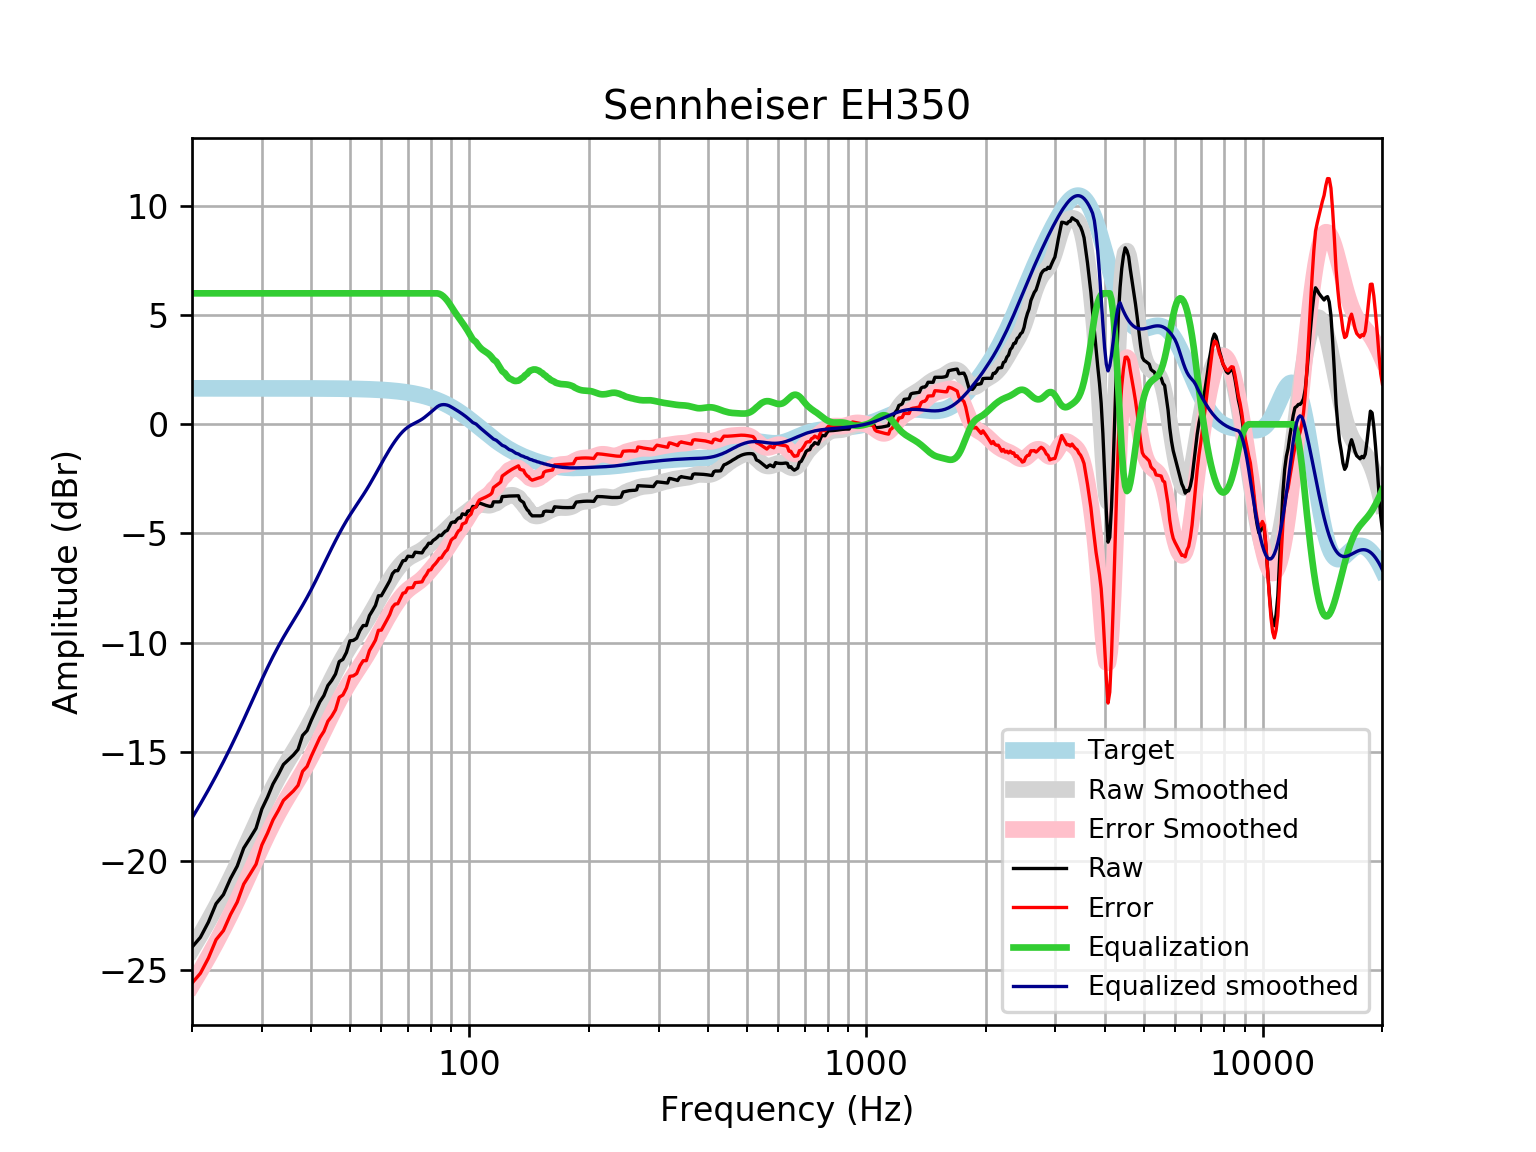 Sennheiser EH350
10
5
0
−5
−10
−15
−20
−25
Amplitude (dBr)
100
1000
10000
Frequency (Hz)
Target
Raw Smoothed
Error Smoothed
Raw
Error
Equalization
Equalized smoothed